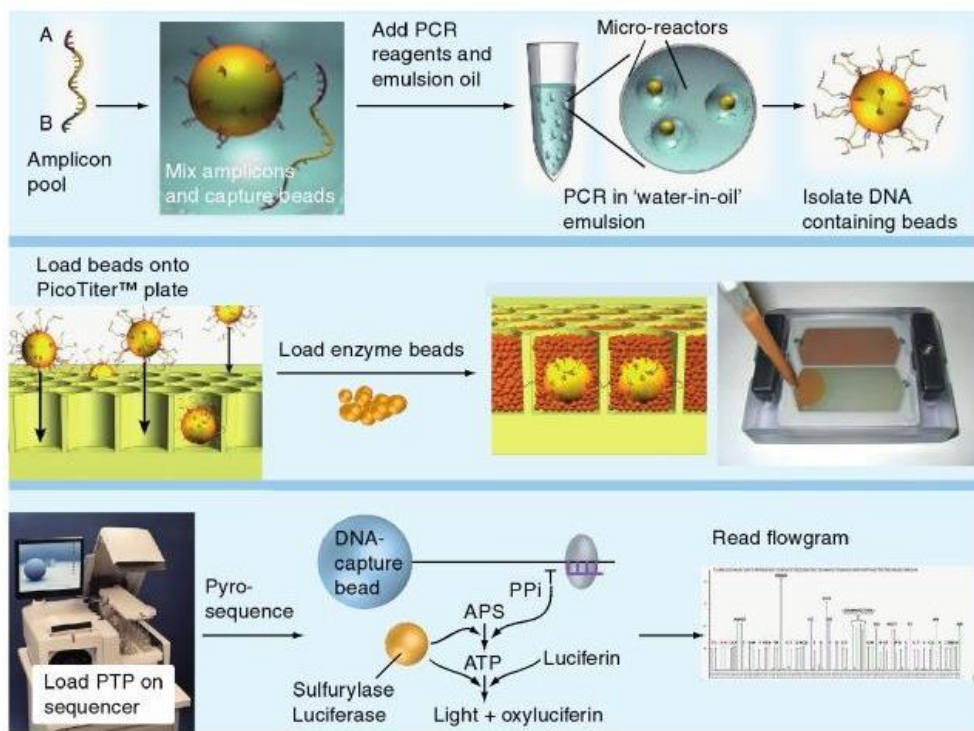 A
B
Amplicon
pool
Mix amplicons
and capture beads
Add PCR
reagents and
emulsion oil
Micro-reactors
PCR in 'water-in-oil'
emulsion
Isolate DNA
containing beads
Load beads onto
PicoTiter™ plate
Load enzyme beads
Load PTP on
sequencer
Pyro-
sequence
DNA-
capture
bead
PPi
APS
ATP
Luciferin
Sulfurylase
Luciferase
Light + oxyluciferin
Read flowgram